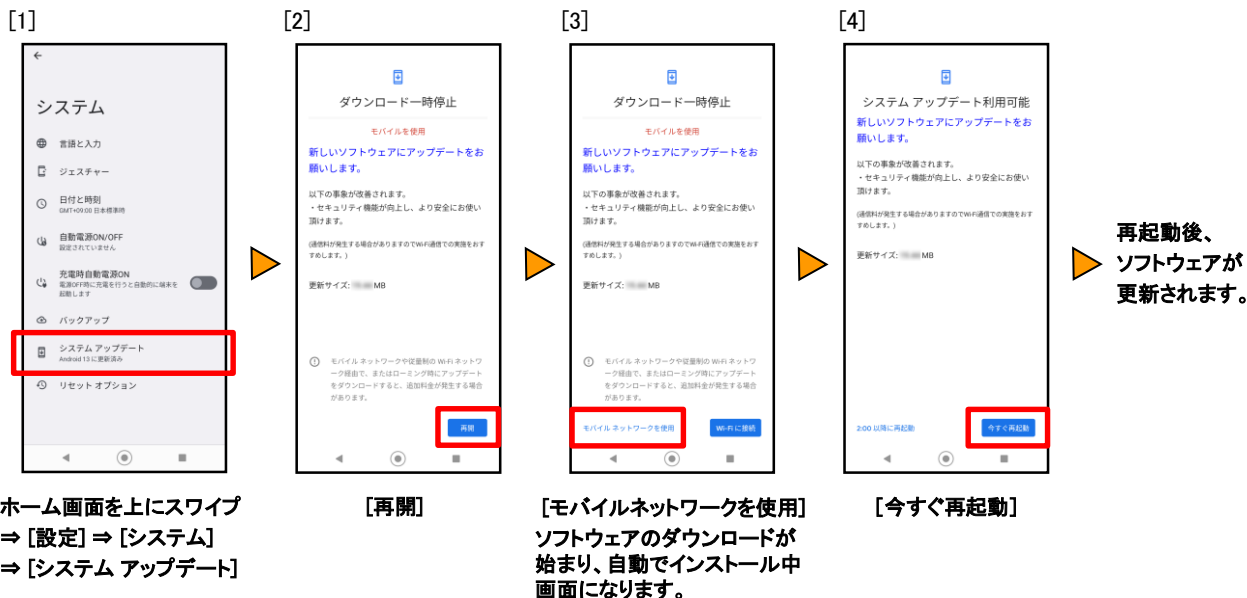 [1]
システム
言語と入力
ジェスチャー
日付と時刻
GMT+09:00 日本標準時
自動電源ON/OFF
設定されていません
充電時自動電源ON
電源OFF時に充電を行うと自動的に端末を
起動します
バックアップ
システム アップデート
Android 13 に更新済み
リセット オプション
ホーム画面を上にスワイプ
⇒ [設定] ⇒ [システム]
⇒ [システム アップデート]
[2]
ダウンロード一時停止
モバイルを使用
新しいソフトウェアにアップデートをお
願いします。
以下の事象が改善されます。
・セキュリティ機能が向上し、より安全にお使い
頂けます。
(通信料が発生する場合がありますのでWi-Fi通信での実施をおす
すめします。)
更新サイズ: MB
モバイル ネットワークや従量制の Wi-Fi ネットワ
ーク経由で、またはローミング時にアップデート
をダウンロードすると、追加料金が発生する場合
があります。
再開
[再開]
[3]
ダウンロード一時停止
モバイルを使用
新しいソフトウェアにアップデートをお
願いします。
以下の事象が改善されます。
・セキュリティ機能が向上し、より安全にお使い
頂けます。
(通信料が発生する場合がありますのでWi-Fi通信での実施をおす
すめします。)
更新サイズ: MB
モバイル ネットワークや従量制の Wi-Fi ネットワ
ーク経由で、またはローミング時にアップデート
をダウンロードすると、追加料金が発生する場合
があります。
モバイル ネットワークを使用
Wi-Fi に接続
[モバイルネットワークを使用]
ソフトウェアのダウンロードが
始まり、自動でインストール中
画面になります。
[4]
システム アップデート利用可能
新しいソフトウェアにアップデートをお
願いします。
以下の事象が改善されます。
・セキュリティ機能が向上し、より安全にお使い
頂けます。
(通信料が発生する場合がありますのでWi-Fi通信での実施をおす
すめします。)
更新サイズ: MB
2:00 以降に再起動
今すぐ再起動
[今すぐ再起動]
再起動後、
ソフトウェアが
更新されます。